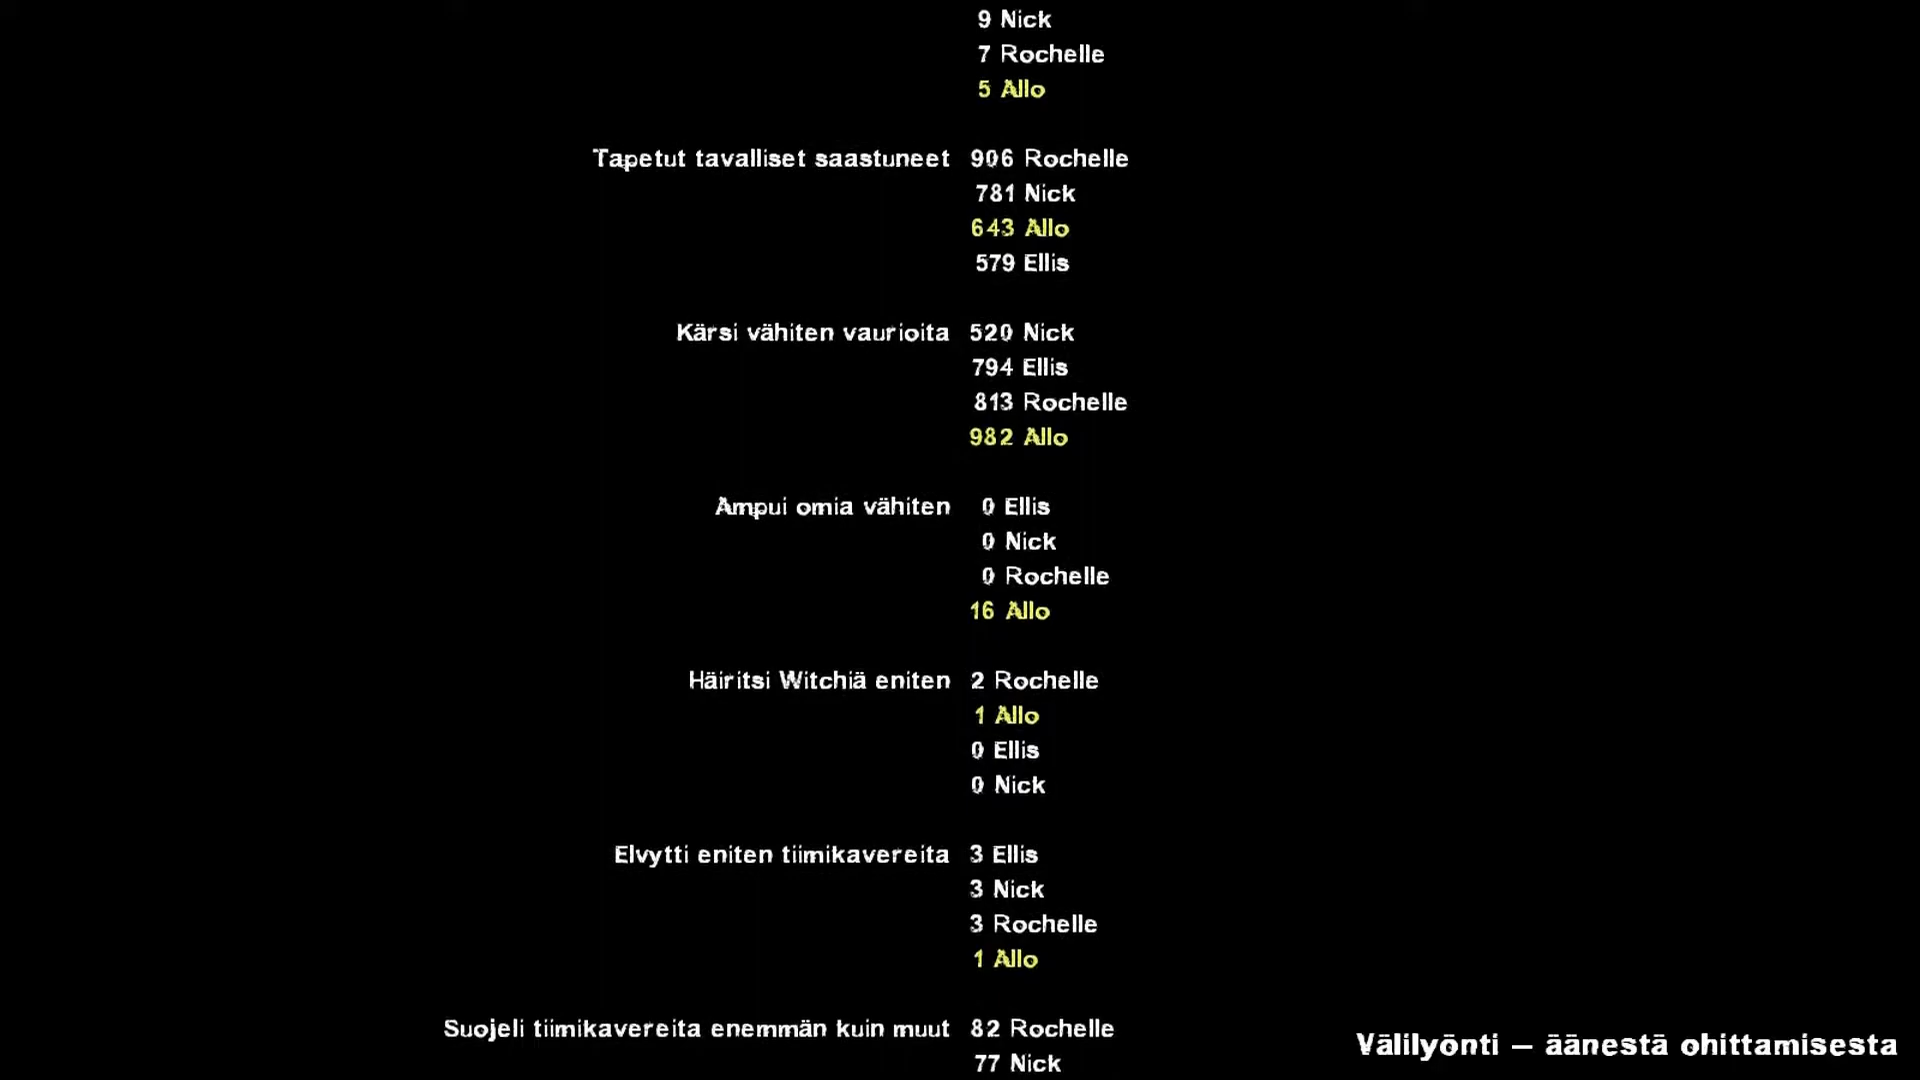 9 Nick
7 Rochelle
5 Allo
Tapetut tavalliset saastuneet 906 Rochelle
781 Nick
643 Allo
579 Ellis
Kärsi vähiten vaurioita 520 Nick
794 Ellis
813 Rochelle
982 Allo
Ampui omia vähiten 0 Ellis
0 Nick
0 Rochelle
16 Allo
Häiritsi Witchiä eniten 2 Rochelle
1 Allo
0 Ellis
0 Nick
Elvytti eniten tiimikavereita 3 Ellis
3 Nick
3 Rochelle
1 Allo
Suojeli tiimikavereita enemmän kuin muut 82 Rochelle
77 Nick
Välilyönti – äänestä ohittamisesta